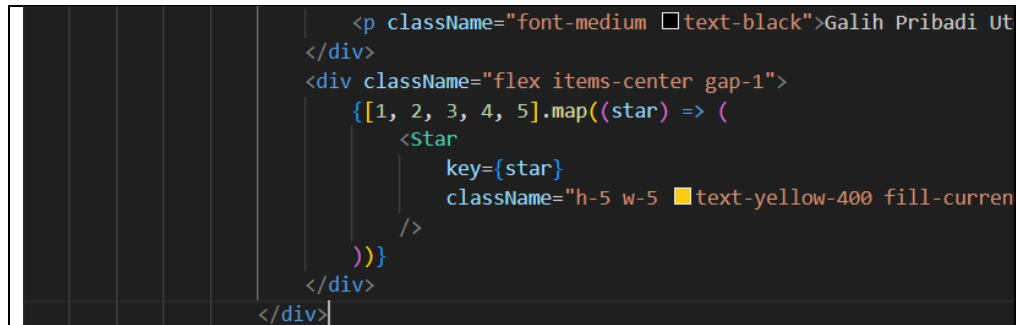 <p className="font-medium text-black">Galih Pribadi
</div>
<div className="flex items-center gap-1">
{[1, 2, 3, 4, 5].map((star) => (
<Star
key={star}
className="h-5 w-5 text-yellow-400 fill-curren
/>
))}
</div>
</div>